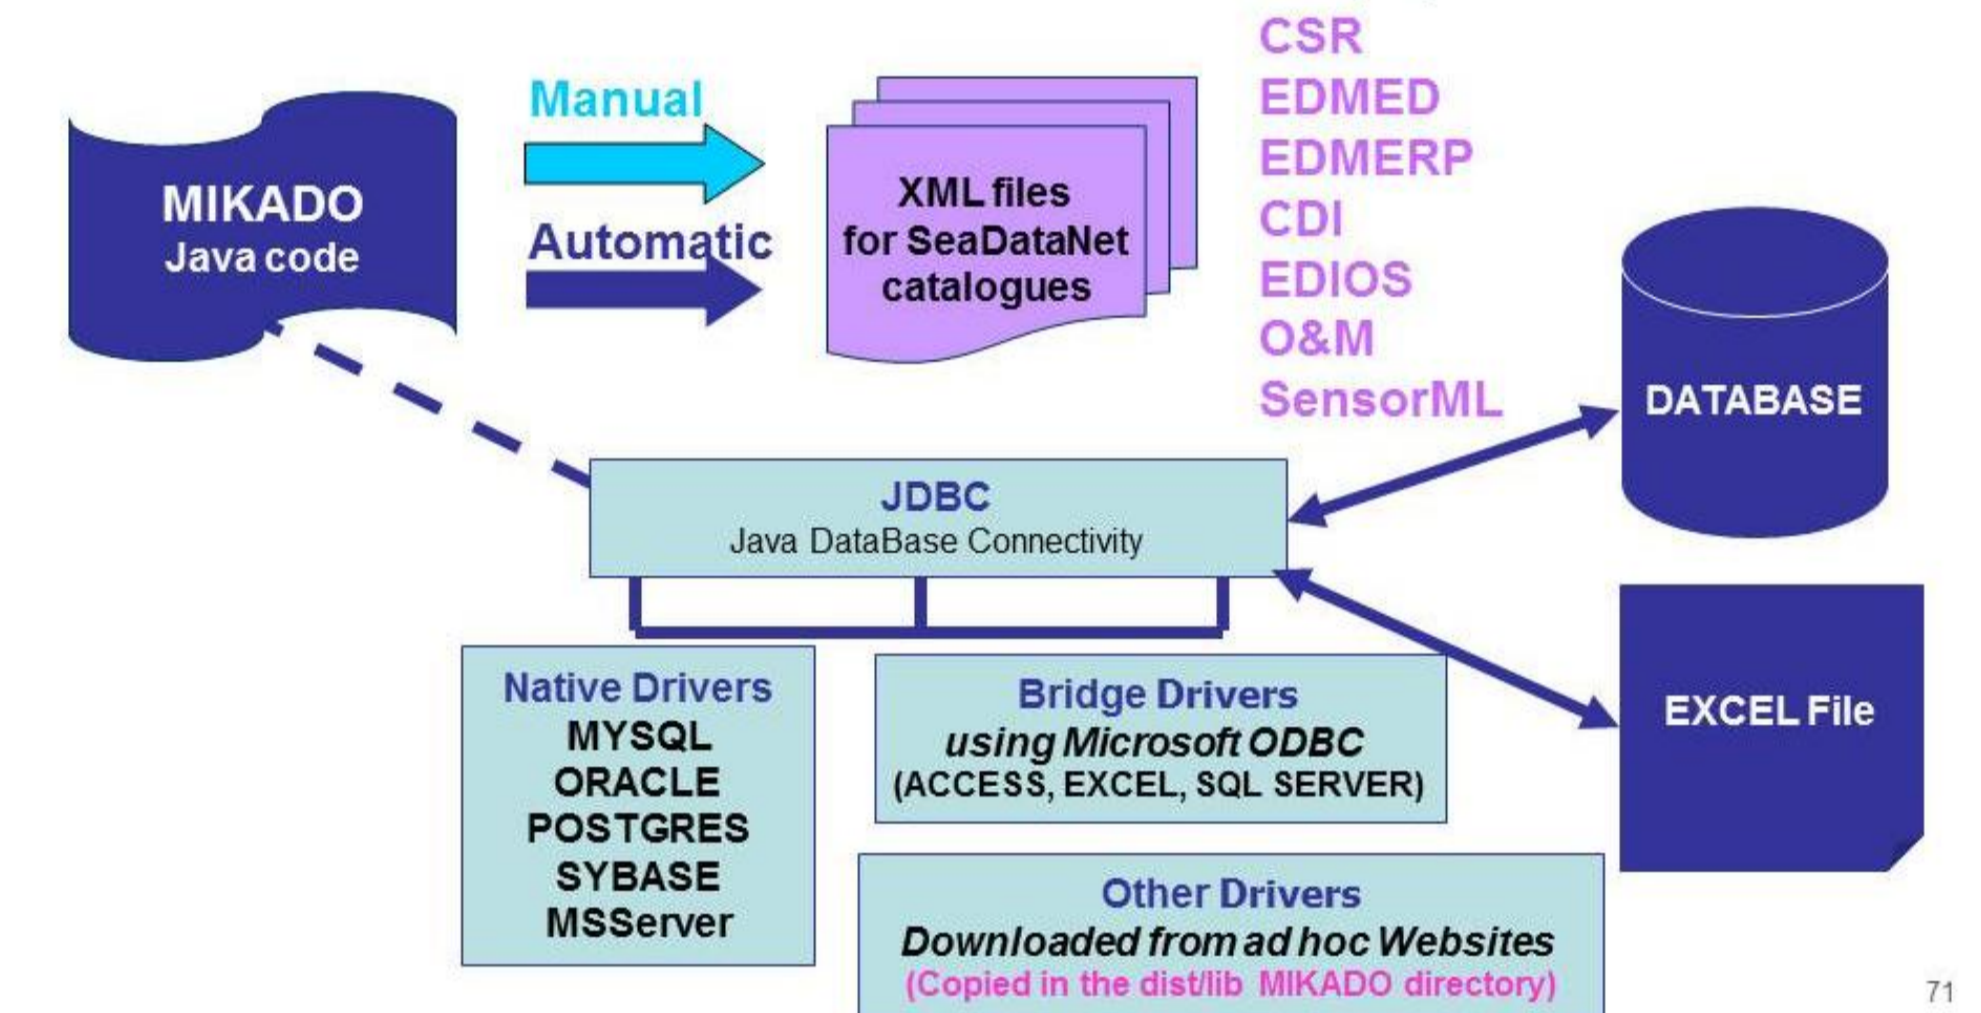 CSR
EDMED
EDMERP
CDI
EDIOS
O&M
SensorML
Manual
Automatic
MIKADO
Java code
XML files
for SeaDataNet
catalogues
DATABASE
JDBC
Java DataBase Connectivity
EXCEL File
Native Drivers
MYSQL
ORACLE
POSTGRES
SYBASE
MSServer
Bridge Drivers
using Microsoft ODBC
(ACCESS, EXCEL, SQL SERVER)
Other Drivers
Downloaded from ad hoc Websites
(Copied in the dist/lib MIKADO directory)
71